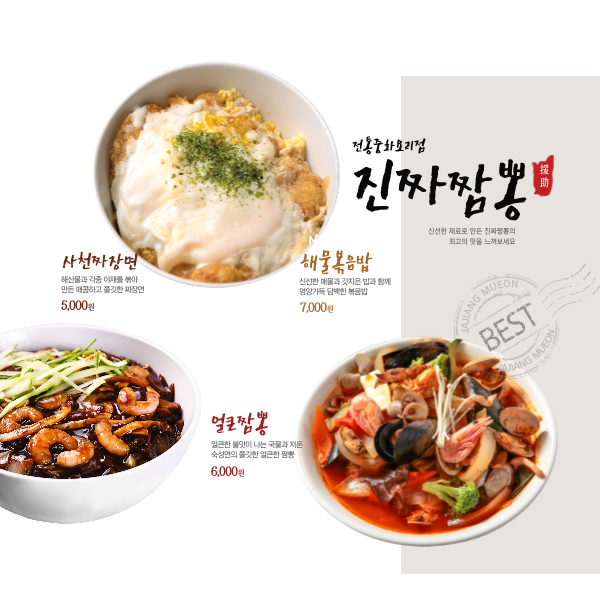 전통중화요리점
진짜짬뽕
援助
신선한 재료로 만든 진짜짬뽕의
최고의 맛을 느껴보세요
사천짜장면
해산물과 각종 야채를 볶아
만든 매콤하고 쫄깃한 짜장면
5,000원
해물볶음밥
신선한 해물과 갓지은 밥과 함께
영양가득 담백한 볶음밥
7,000원
JAJIANG MUEON
BEST
JAJIANG MUEON
얼큰짬뽕
얼큰한 불맛이 나는 국물과 저온
숙성면의 쫄깃한 얼큰한 짬뽕
6,000원